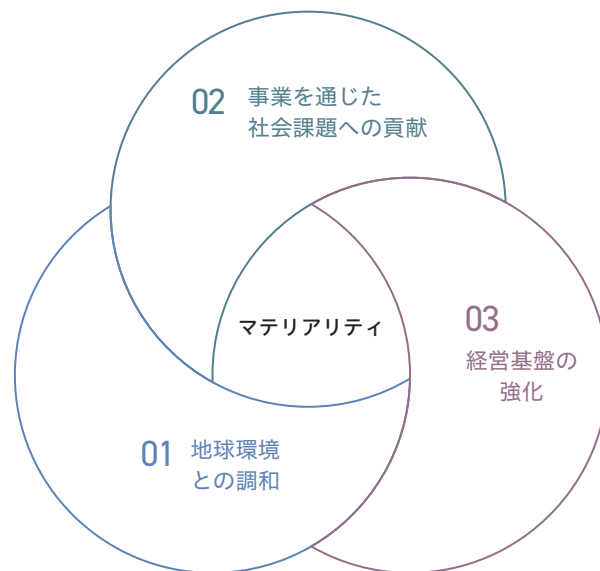 02
事業を通じた
社会課題への貢献
マテリアリティ
03
経営基盤の
強化
01
地球環境
との調和